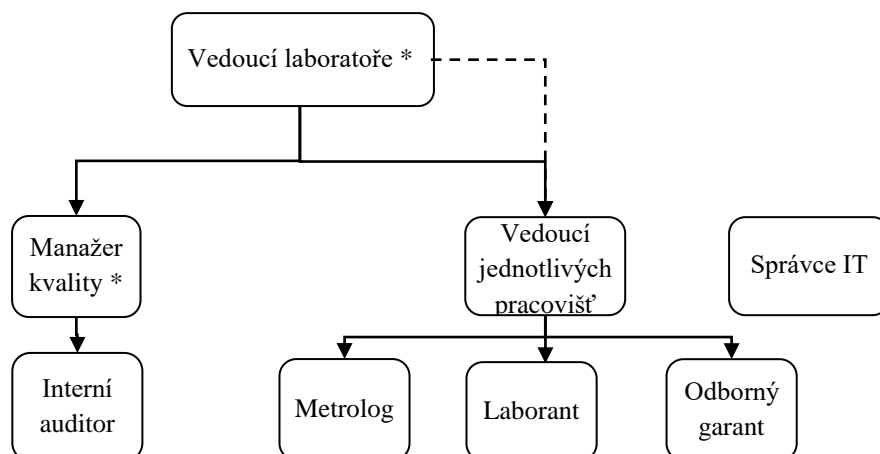 Vedoucí laboratoře *
Manažer
kvality *
Vedoucí
jednotlivých
pracovišť
Správce IT
Interní
auditor
Metrolog
Laborant
Odborný
garant